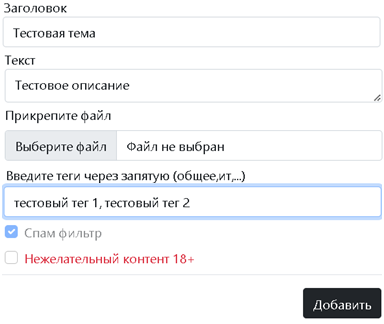 Заголовок
Тестовая тема
Текст
Тестовое описание
Прикрепите файл
Выберите файл Файл не выбран
Введите теги через запятую (общее,ит,...)
тестовый тег 1, тестовый тег 2
Спам фильтр
Нежелательный контент 18+
Добавить